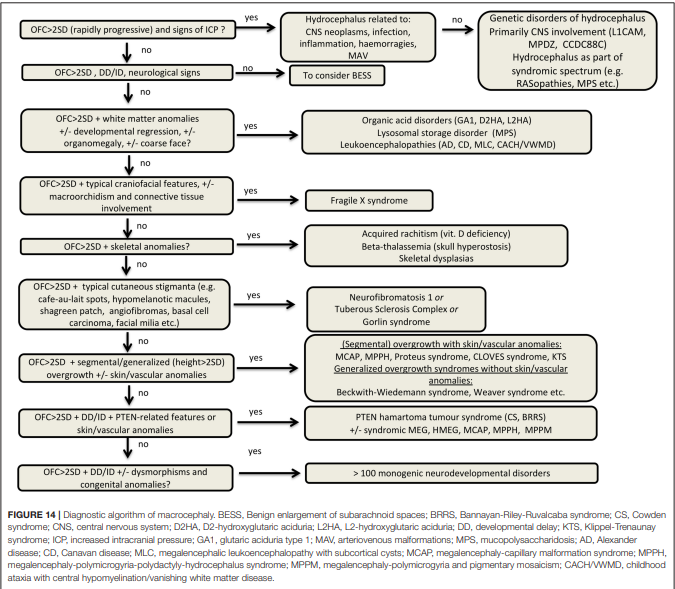 OFC>2SD (rapidly progressive) and signs of ICP ?
yes
Hydrocephalus related to:
CNS neoplasms, infection,
inflammation, haemorragies,
MAV
no
Genetic disorders of hydrocephalus
Primarily CNS involvement (L1CAM,
MPDZ, CCDC88C)
Hydrocephalus as part of
syndromic spectrum (e.g.
RASopathies, MPS etc.)
no
OFC>2SD , DD/ID, neurological signs
no
To consider BESS
no
OFC>2SD + white matter anomalies
+/- developmental regression, +/-
organomegaly, +/- coarse face?
yes
Organic acid disorders (GA1, D2HA, L2HA)
Lysosomal storage disorder (MPS)
Leukoencephalopathies (AD, CD, MLC, CACH/VWMD)
no
OFC>2SD + typical craniofacial features, +/-
macroorchidism and connective tissue
involvement
yes
Fragile X syndrome
no
OFC>2SD + skeletal anomalies?
yes
Acquired rachitism (vit. D deficiency)
Beta-thalassemia (skull hyperostosis)
Skeletal dysplasias
no
OFC>2SD + typical cutaneous stigmanta (e.g.
cafe-au-lait spots, hypomelanotic macules,
shagreen patch, angiofibromas, basal cell
carcinoma, facial milia etc.)
yes
Neurofibromatosis 1 or
Tuberous Sclerosis Complex or
Gorlin syndrome
no
OFC>2SD + segmental/generalized (height>2SD)
overgrowth +/- skin/vascular anomalies
yes
(Segmental) overgrowth with skin/vascular anomalies:
MCAP, MPPH, Proteus syndrome, CLOVES syndrome, KTS
Generalized overgrowth syndromes without skin/vascular
anomalies:
Beckwith-Wiedemann syndrome, Weaver syndrome etc.
no
OFC>2SD + DD/ID + PTEN-related features or
skin/vascular anomalies
yes
PTEN hamartoma tumour syndrome (CS, BRRS)
+/- syndromic MEG, HMEG, MCAP, MPPH, MPPM
no
yes
OFC>2SD + DD/ID +/- dysmorphisms and
congenital anomalies?
> 100 monogenic neurodevelopmental disorders
FIGURE 14 | Diagnostic algorithm of macrocephaly. BESS, Benign enlargement of subarachnoid spaces; BRRS, Bannayan-Riley-Ruvalcaba syndrome; CS, Cowden
syndrome; CNS, central nervous system; D2HA, D2-hydroxglutaric aciduria; L2HA, L2-hydroxglutaric aciduria; DD, developmental delay; KTS, Klippel-Trenaunay
syndrome; ICP, increased intracranial pressure; GA1, glutaric aciduria type 1; MAV, arteriovenous malformations; MPS, mucopolysaccharidosis; AD, Alexander
disease; CD, Canavan disease; MLC, megalencephalic leukoencephalopathy with subcortical cysts; MCAP, megalencephaly-capillary malformation syndrome; MPPH,
megalencephaly-polymicrogyria-polydactyly-hydrocephalus syndrome; MPPM, megalencephaly-polymicrogyria and pigmentary mosaicism; CACH/VWMD, childhood
ataxia with central hypomyelination/vanishing white matter disease.